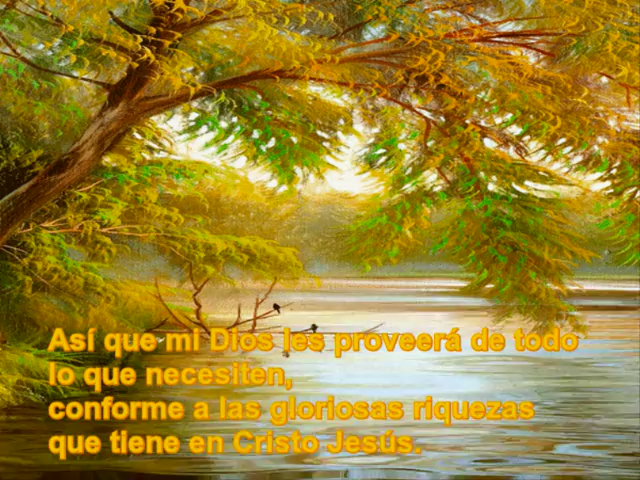 Así que mi Dios les proveerá de todo
lo que necesiten,
conforme a las gloriosas riquezas
que tiene en Cristo Jesús.